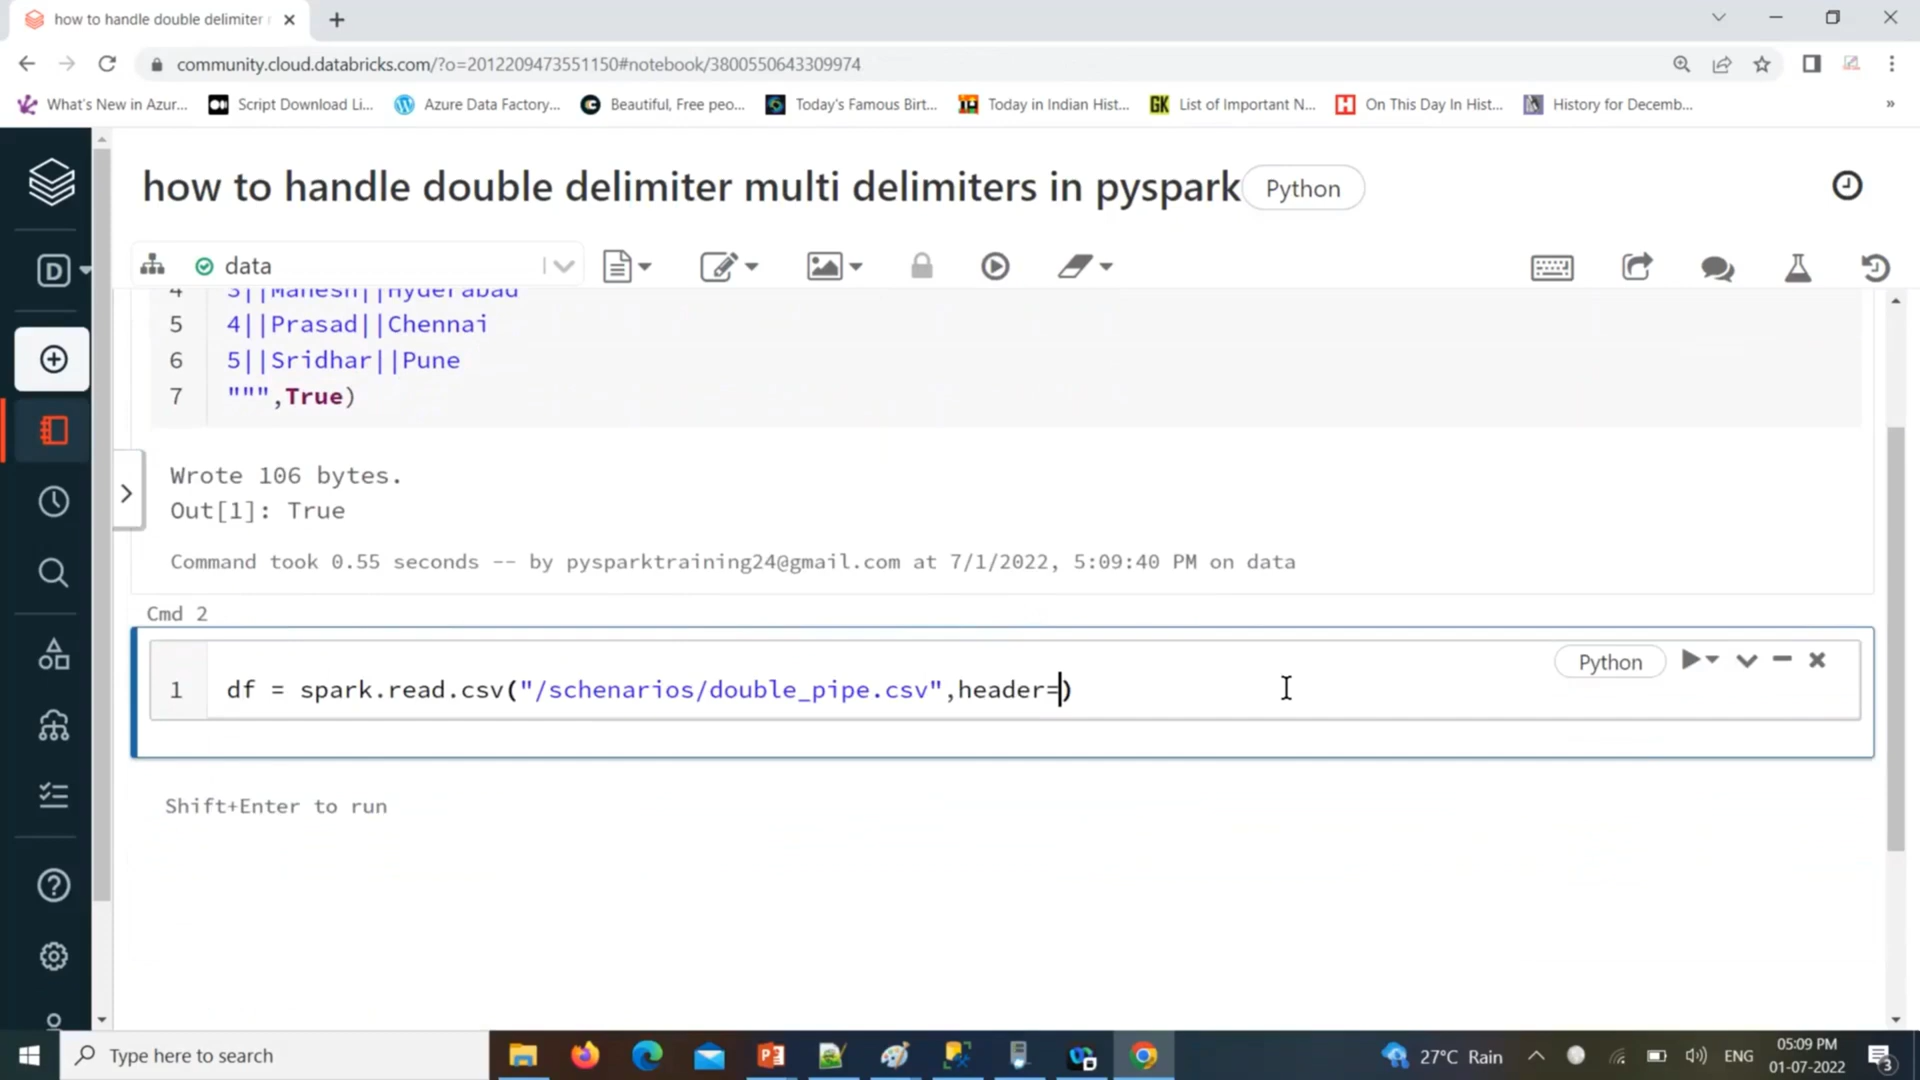 how to handle double delimiter
community.cloud.databricks.com/?o=2012209473551150#notebook/3800550643309974
What's New in Azur...
Script Download Li...
Azure Data Factory...
Beautiful, Free peo...
Today's Famous Birt...
Today in Indian Hist...
GK
List of Important N...
H
On This Day In Hist...
History for Decemb...
»
how to handle double delimiter multi delimiters in pyspark
Python
D
data
4 3||Mahesh||Hyderabad
5 4||Prasad||Chennai
6 5||Sridhar||Pune
7 """,True)
Wrote 106 bytes.
Out[1]: True
Command took 0.55 seconds -- by pysparktraining24@gmail.com at 7/1/2022, 5:09:40 PM on data
Cmd 2
Python
1 df = spark.read.csv("/schenarios/double_pipe.csv",header=)
Shift+Enter to run
Type here to search
27°C Rain
ENG
05:09 PM
01-07-2022
3